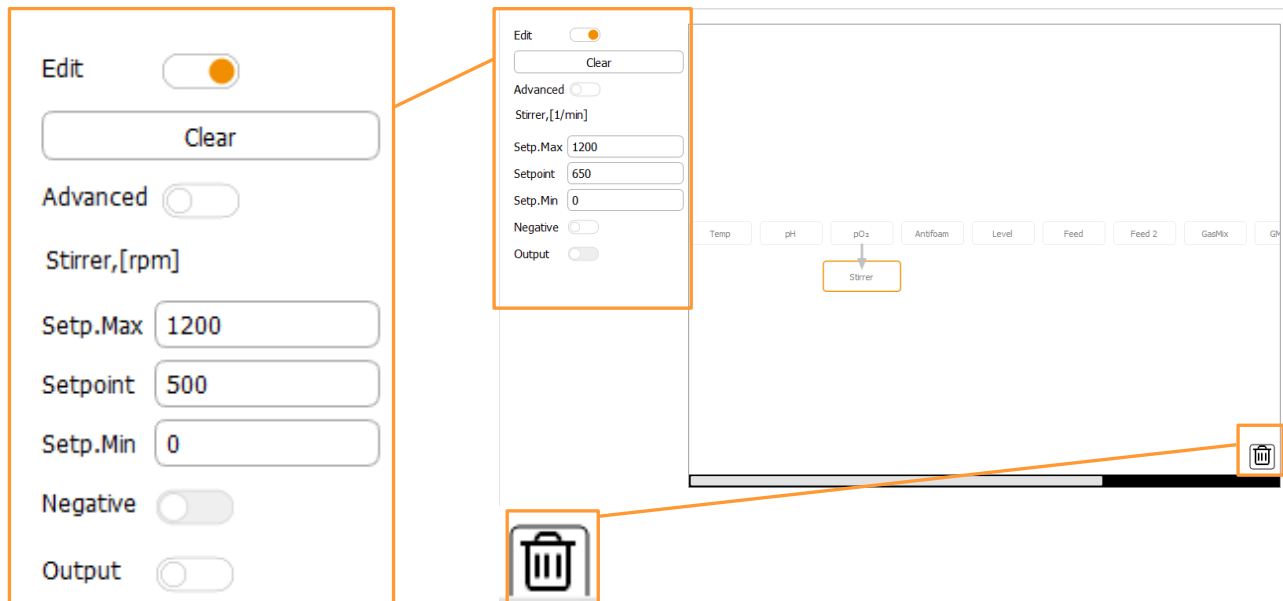 Edit
Clear
Advanced
Stirrer,[rpm]
Setp.Max 1200
Setpoint 500
Setp.Min 0
Negative
Output
Edit
Clear
Advanced
Stirrer,[1/min]
Setp.Max 1200
Setpoint 650
Setp.Min 0
Negative
Output
Temp pH pO₂ Antifoam Level Feed Feed 2 GasMix GM
Stirrer